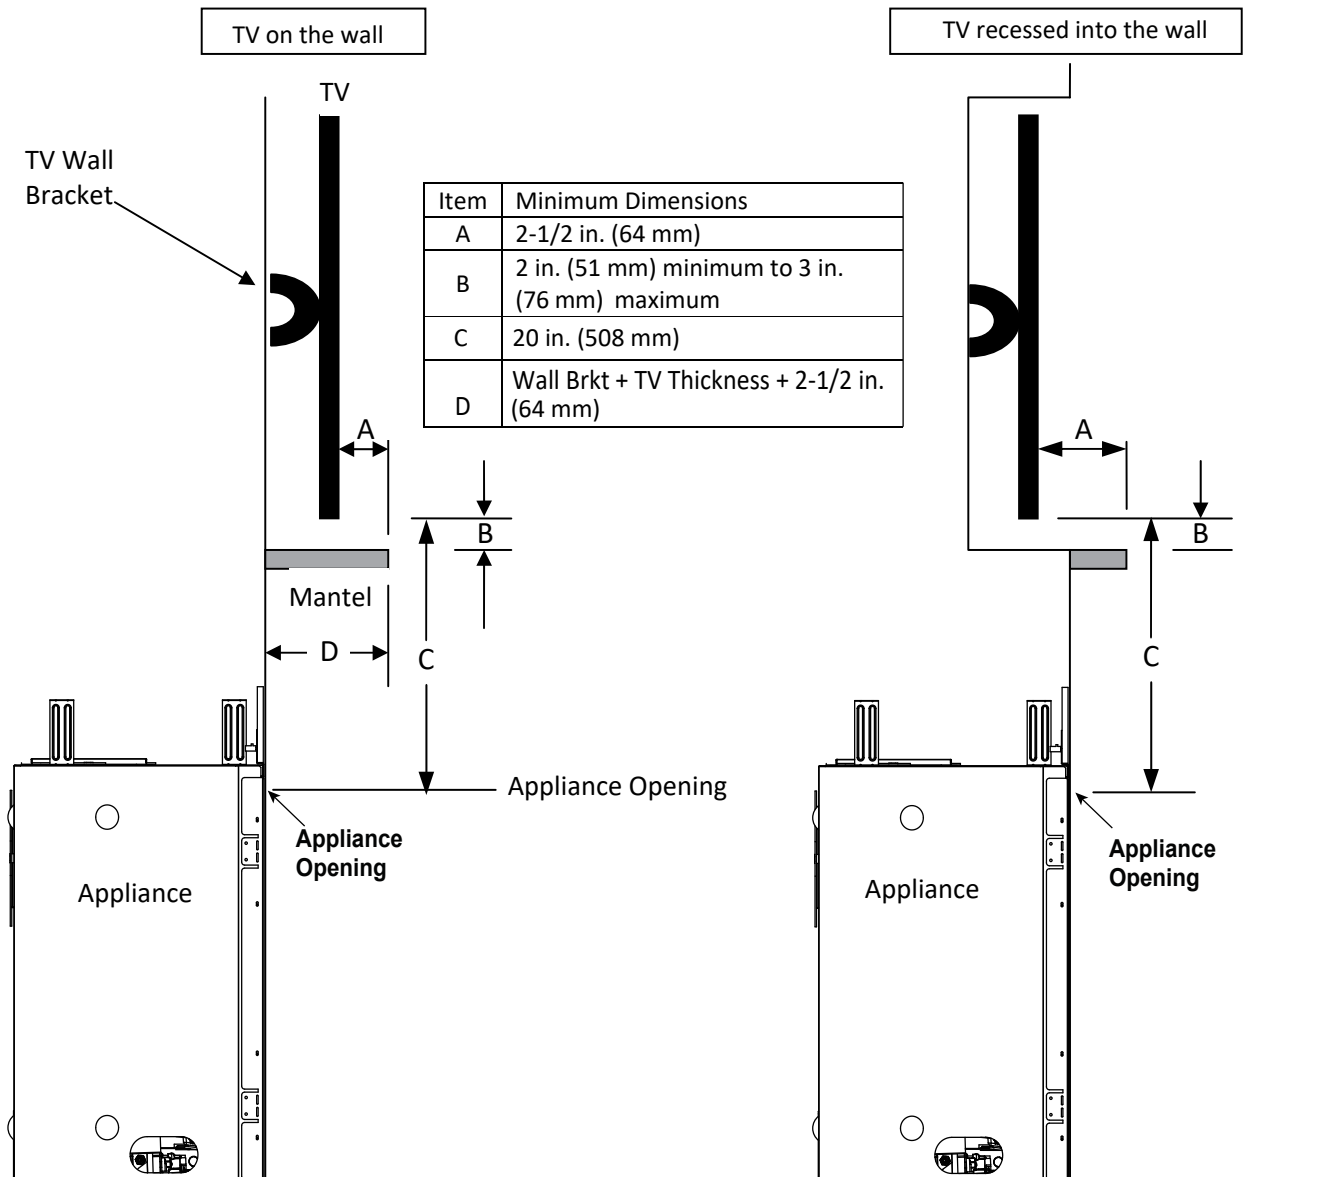 TV on the wall
TV recessed into the wall
TV
TV Wall
Bracket
Item Minimum Dimensions
A 2-1/2 in. (64 mm)
B 2 in. (51 mm) minimum to 3 in.
(76 mm) maximum
C 20 in. (508 mm)
D Wall Brkt + TV Thickness + 2-1/2 in.
(64 mm)
A
B
Mantel
D
C
Appliance Opening
Appliance
Opening
Appliance
A
B
C
Appliance
Opening
Appliance